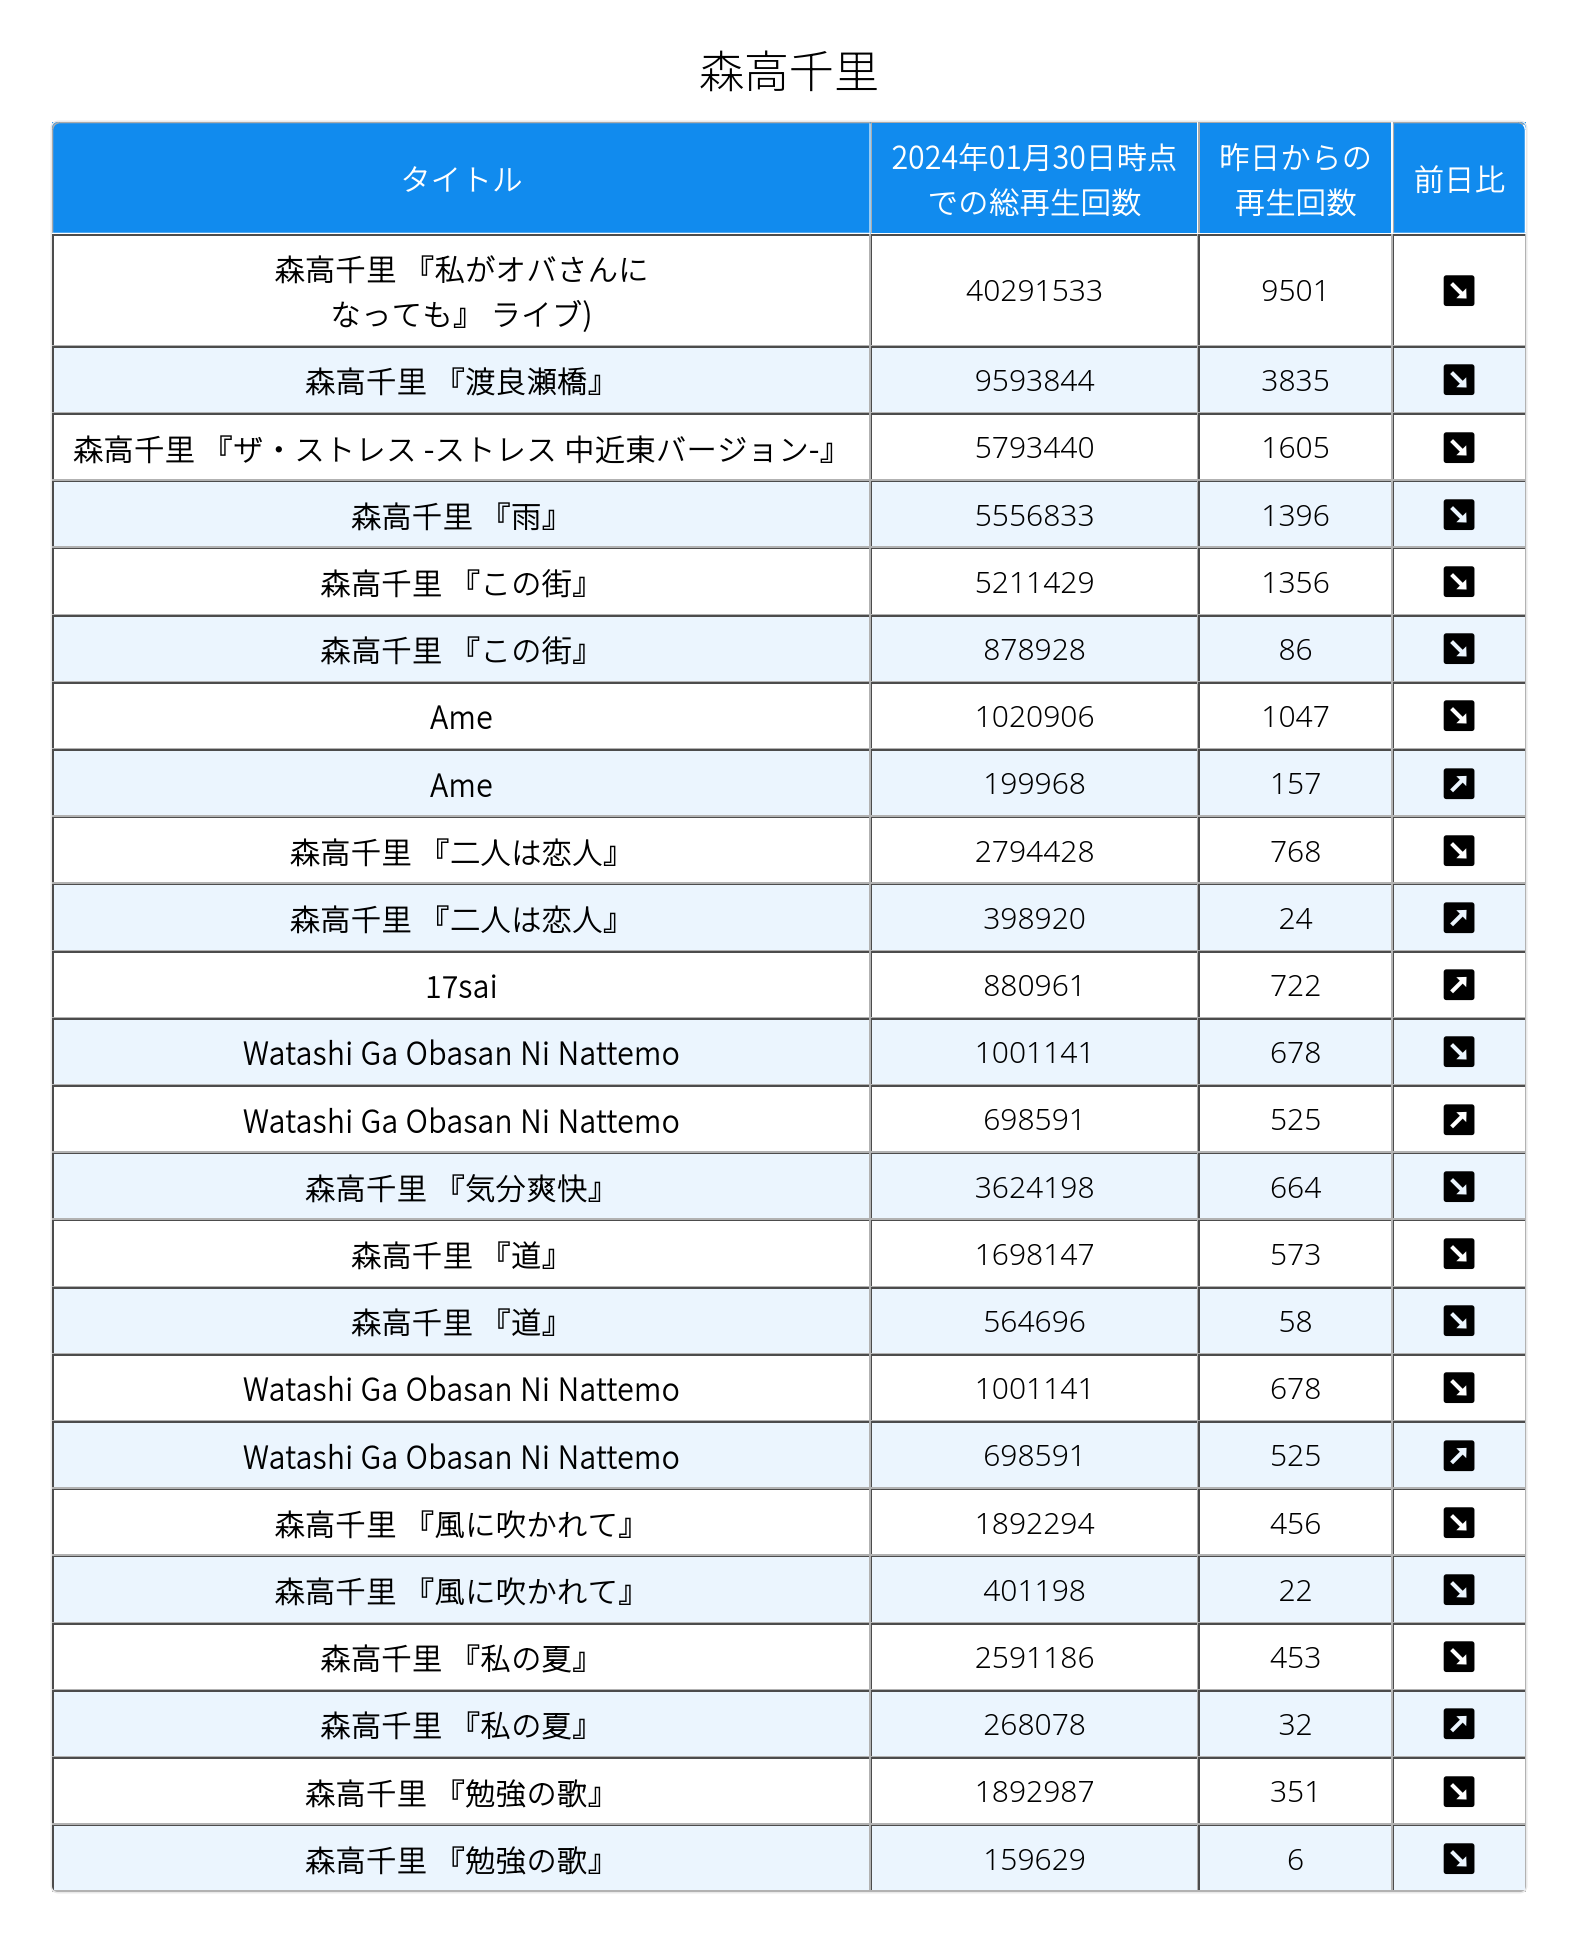 森高千里
タイトル
2024年01月30日時点
での総再生回数
昨日からの
再生回数
前日比
森高千里 『私がオバさんに
なっても』 ライブ)
40291533 9501
森高千里 『渡良瀬橋』 9593844 3835
森高千里 『ザ・ストレス -ストレス 中近東バージョン-』 5793440 1605
森高千里 『雨』 5556833 1396
森高千里 『この街』 5211429 1356
森高千里 『この街』 878928 86
Ame 1020906 1047
Ame 199968 157
森高千里 『二人は恋人』 2794428 768
森高千里 『二人は恋人』 398920 24
17sai 880961 722
Watashi Ga Obasan Ni Nattemo 1001141 678
Watashi Ga Obasan Ni Nattemo 698591 525
森高千里 『気分爽快』 3624198 664
森高千里 『道』 1698147 573
森高千里 『道』 564696 58
Watashi Ga Obasan Ni Nattemo 1001141 678
Watashi Ga Obasan Ni Nattemo 698591 525
森高千里 『風に吹かれて』 1892294 456
森高千里 『風に吹かれて』 401198 22
森高千里 『私の夏』 2591186 453
森高千里 『私の夏』 268078 32
森高千里 『勉強の歌』 1892987 351
森高千里 『勉強の歌』 159629 6